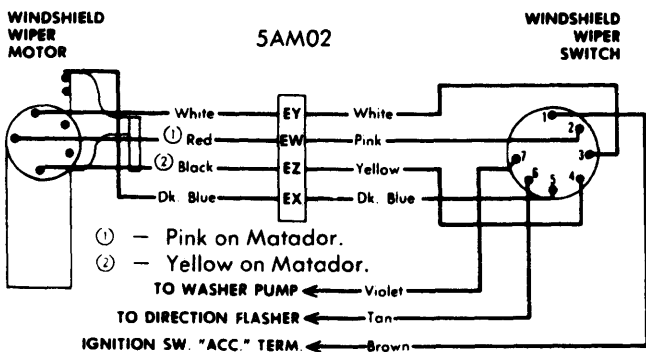 WINDSHIELD
WIPER
MOTOR
5AM02
WINDSHIELD
WIPER
SWITCH
White EY White
① Red EW Pink
② Black EZ Yellow
Dk. Blue EX Dk. Blue
1
2
3
4
5
6
7
① – Pink on Matador.
② – Yellow on Matador.
TO WASHER PUMP Violet
TO DIRECTION FLASHER Tan
IGNITION SW. "ACC." TERM. Brown